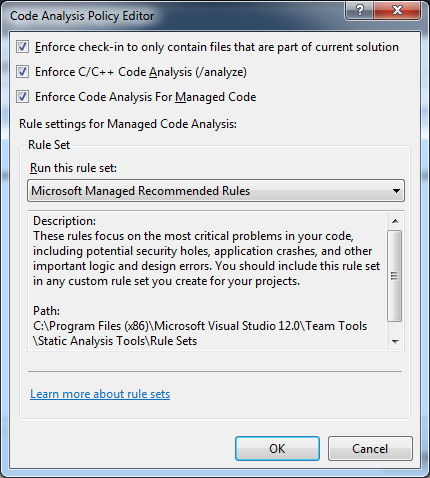 Code Analysis Policy Editor
Enforce check-in to only contain files that are part of current solution
Enforce C/C++ Code Analysis (/analyze)
Enforce Code Analysis For Managed Code
Rule settings for Managed Code Analysis:
Rule Set
Run this rule set:
Microsoft Managed Recommended Rules
Description:
These rules focus on the most critical problems in your code,
including potential security holes, application crashes, and other
important logic and design errors. You should include this rule set
in any custom rule set you create for your projects.
Path:
C:\Program Files (x86)\Microsoft Visual Studio 12.0\Team Tools
\Static Analysis Tools\Rule Sets
Learn more about rule sets
OK
Cancel